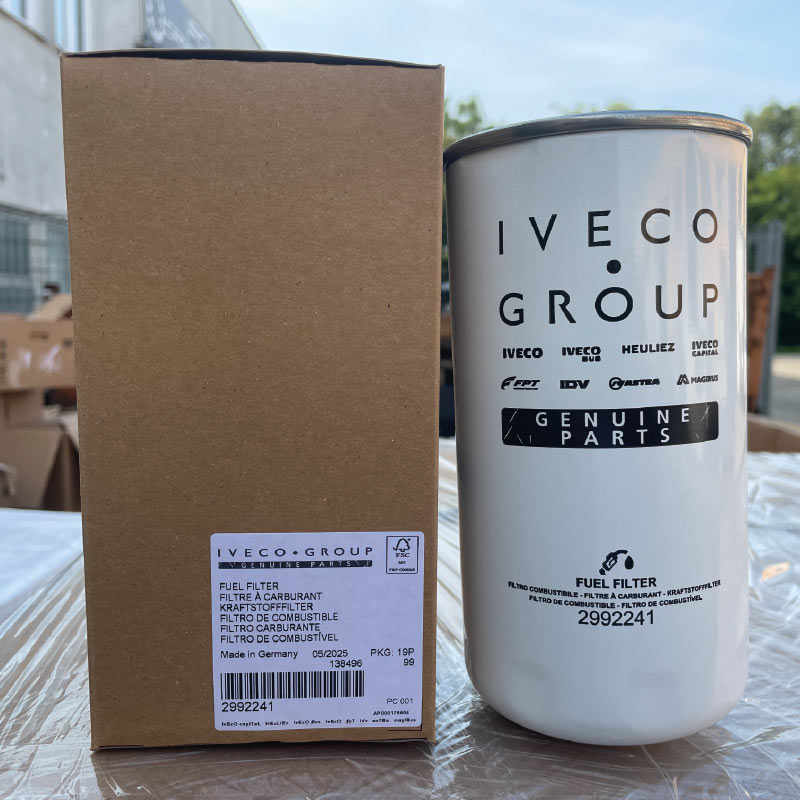 IVECO • GROUP
GENUINE PARTS
FSC
MIX
FUEL FILTER
FILTRE À CARBURANT
KRAFTSTOFFFILTER
FILTRO DE COMBUSTIBLE
FILTRO CARBURANTE
FILTRO DE COMBUSTÍVEL
Made in Germany 05/2025 PKG: 19P
138496 99
2992241
PC 001
IVECO
•
GROUP
IVECO IVECO BUS HEULIEZ IVECO CAPITAL
FPT IDV ASTRA MAGIRUS
GENUINE
PARTS
FUEL FILTER
FILTRO COMBUSTIBILE - FILTRE À CARBURANT - KRAFTSTOFFFILTER
FILTRO DE COMBUSTIBLE - FILTRO DE COMBUSTÍVEL
2992241